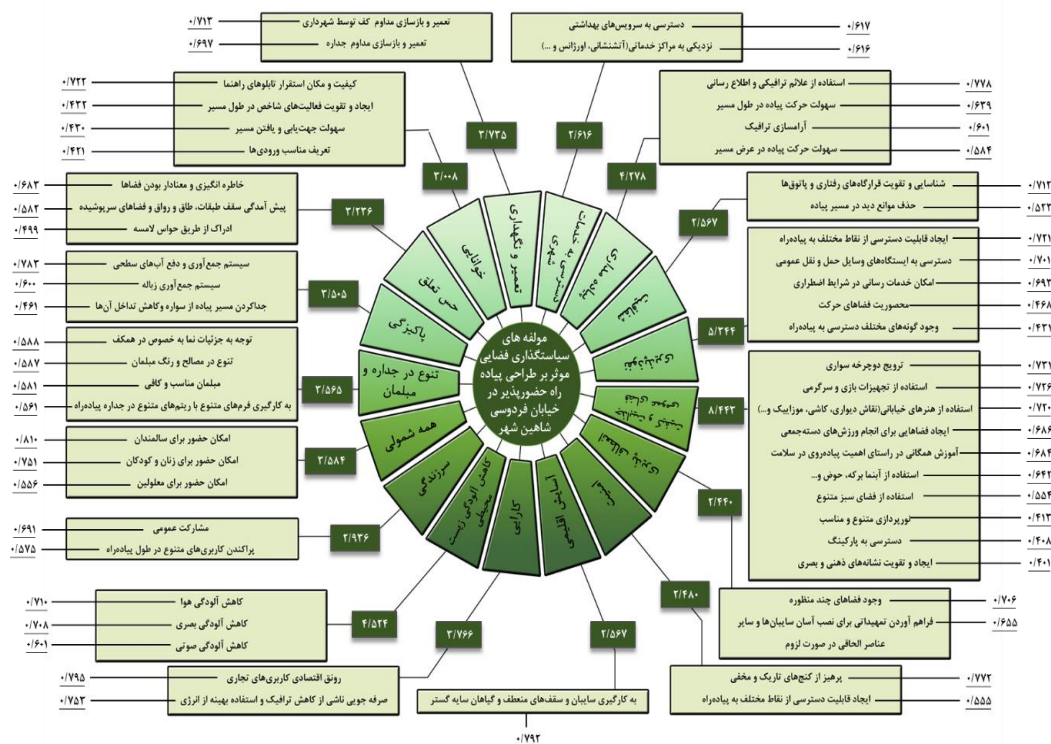 تعمیر و بازسازی مداوم کف توسط شهرداری
۰/۷۱۳
تعمیر و بازسازی مداوم جداره
۰/۶۹۷
۳/۷۳۵
دسترسی به سرویس‌های بهداشتی
۰/۶۱۷
نزدیکی به مراکز خدماتی(آتشنشانی، اورژانس و ...)
۰/۶۱۶
۲/۶۱۶
کیفیت و مکان استقرار تابلوهای راهنما
۰/۷۲۲
ایجاد و تقویت فعالیت‌های شاخص در طول مسیر
۰/۴۳۲
سهولت جهت‌یابی و یافتن مسیر
۰/۴۳۰
تعریف مناسب ورودی‌ها
۰/۴۲۱
۳/۰۰۸
استفاده از علائم ترافیکی و اطلاع رسانی
۰/۷۷۸
سهولت حرکت پیاده در طول مسیر
۰/۶۳۹
آرامسازی ترافیک
۰/۶۰۱
سهولت حرکت پیاده در عرض مسیر
۰/۵۸۴
۴/۲۷۸
خاطره انگیزی و معنادار بودن فضاها
۰/۶۸۳
پیش آمدگی سقف طبقات، طاق و رواق و فضاهای سرپوشیده
۰/۵۸۲
ادراک از طریق حواس لامسه
۰/۴۹۹
۳/۲۳۶
شناسایی و تقویت قرارگاه‌های رفتاری و پاتوق‌ها
۰/۷۱۲
حذف موانع دید در مسیر پیاده
۰/۵۲۲
۲/۵۶۷
سیستم جمع‌آوری و دفع آب‌های سطحی
۰/۷۸۳
سیستم جمع‌آوری زباله
۰/۶۰۰
جداکردن مسیر پیاده از سواره وکاهش تداخل آن‌ها
۰/۴۶۱
۳/۵۰۵
ایجاد قابلیت دسترسی از نقاط مختلف به پیاده‌راه
۰/۷۲۱
دسترسی به ایستگاه‌های وسایل حمل و نقل عمومی
۰/۷۰۱
امکان خدمات رسانی در شرایط اضطراری
۰/۶۹۲
محصوریت فضاهای حرکت
۰/۴۶۸
وجود گونه‌های مختلف دسترسی به پیاده‌راه
۰/۴۳۱
۵/۳۴۴
توجه به جزئیات نما به خصوص در همکف
۰/۵۸۸
تنوع در مصالح و رنگ مبلمان
۰/۵۸۷
مبلمان مناسب و کافی
۰/۵۸۱
به کارگیری فرم‌های متنوع با ریتم‌های متنوع در جداره پیاده‌راه
۰/۵۶۱
۳/۵۶۵
ترویج دوچرخه سواری
۰/۷۳۱
استفاده از تجهیزات بازی و سرگرمی
۰/۷۲۶
استفاده از هنرهای خیابانی(نقاش دیواری، کاشی، موزاییک و...)
۰/۷۲۰
ایجاد فضاهایی برای انجام ورزش‌های دسته‌جمعی
۰/۶۸۶
آموزش همگانی در راستای اهمیت پیاده‌روی در سلامت
۰/۶۸۴
استفاده از آبنما برکه، حوض و...
۰/۶۴۲
استفاده از فضای سبز متنوع
۰/۵۵۴
نورپردازی متنوع و مناسب
۰/۴۱۳
دسترسی به پارکینگ
۰/۴۰۸
ایجاد و تقویت نشانه‌های ذهنی و بصری
۰/۴۰۱
۸/۴۴۳
امکان حضور برای سالمندان
۰/۸۱۰
امکان حضور برای زنان و کودکان
۰/۷۵۱
امکان حضور برای معلولین
۰/۵۵۶
۳/۵۸۴
مشارکت عمومی
۰/۶۹۱
پراکندن کاربری‌های متنوع در طول پیاده‌راه
۰/۵۷۵
۲/۹۳۶
وجود فضاهای چند منظوره
۰/۷۰۶
فراهم آوردن تمهیداتی برای نصب آسان سایبان‌ها و سایر
عناصر الحاقی در صورت لزوم
۰/۶۵۵
۲/۴۴۰
کاهش آلودگی هوا
۰/۷۱۰
کاهش آلودگی بصری
۰/۷۰۸
کاهش آلودگی صوتی
۰/۶۰۱
۴/۵۲۴
پرهیز از کنج‌های تاریک و مخفی
۰/۷۷۲
ایجاد قابلیت دسترسی از نقاط مختلف به پیاده‌راه
۰/۵۵۵
۲/۴۸۰
رونق اقتصادی کاربری‌های تجاری
۰/۷۹۵
صرفه جویی ناشی از کاهش ترافیک و استفاده بهینه از انرژی
۰/۷۵۳
۳/۷۶۶
به کارگیری سایبان و سقف‌های منعطف و گیاهان سایه گستر
۰/۷۹۲
۲/۵۶۷
مولفه های
سیاستگذاری فضایی
موثر بر طراحی پیاده
راه حضورپذیر در
خیابان فردوسی
شاهین شهر
تعمیر و نگهداری
دسترسی به خدمات
شهری
پیاده مداری
شفافیت
نفوذپذیری
انعطاف پذیری
امنیت
آسایش اقلیمی
کارایی
کاهش آلودگی زیست
محیطی
سرزندگی
همه شمولی
تنوع در جداره و
مبلمان
پاکیزگی
حس تعلق
خوانایی